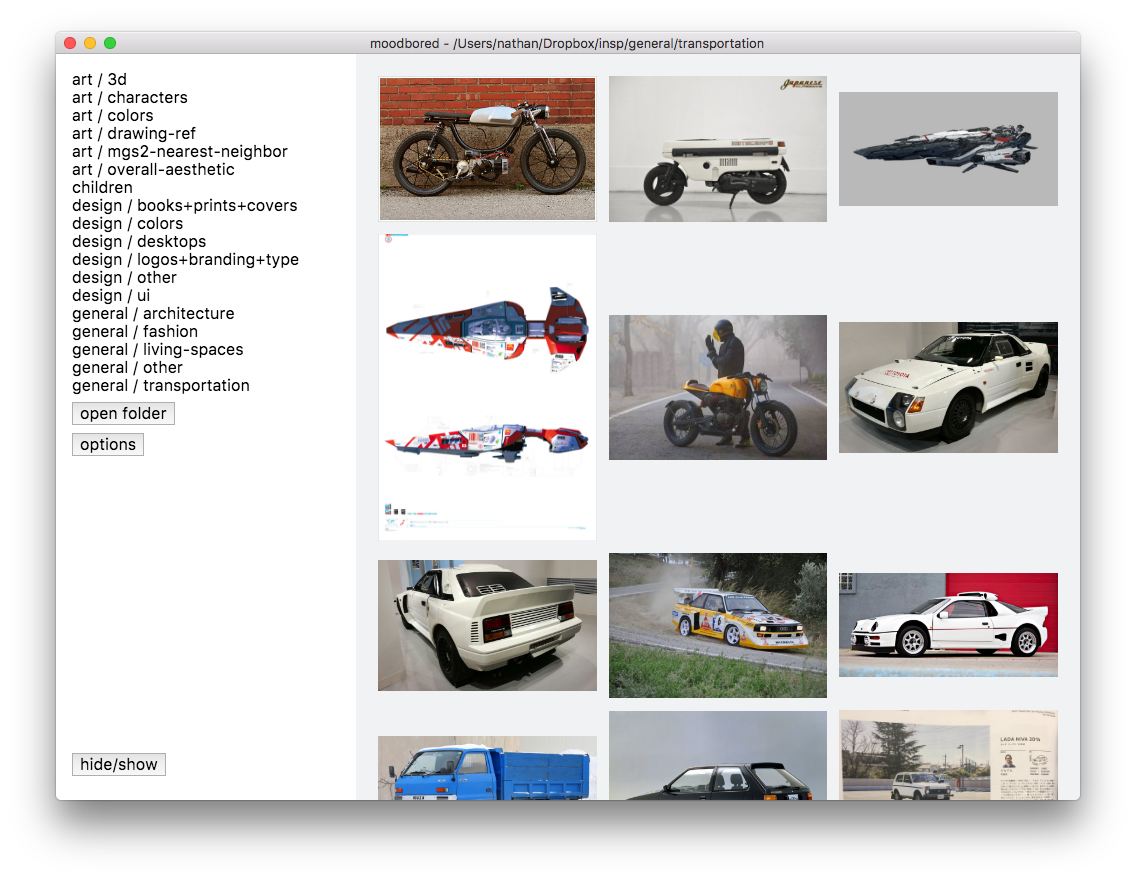 moodbored - /Users/nathan/Dropbox/insp/general/transportation
art / 3d
art / characters
art / colors
art / drawing-ref
art / mgs2-nearest-neighbor
art / overall-aesthetic
children
design / books+prints+covers
design / colors
design / desktops
design / logos+branding+type
design / other
design / ui
general / architecture
general / fashion
general / living-spaces
general / other
general / transportation
open folder
options
hide/show
Japanese
TOYOTA
LADA NIVA